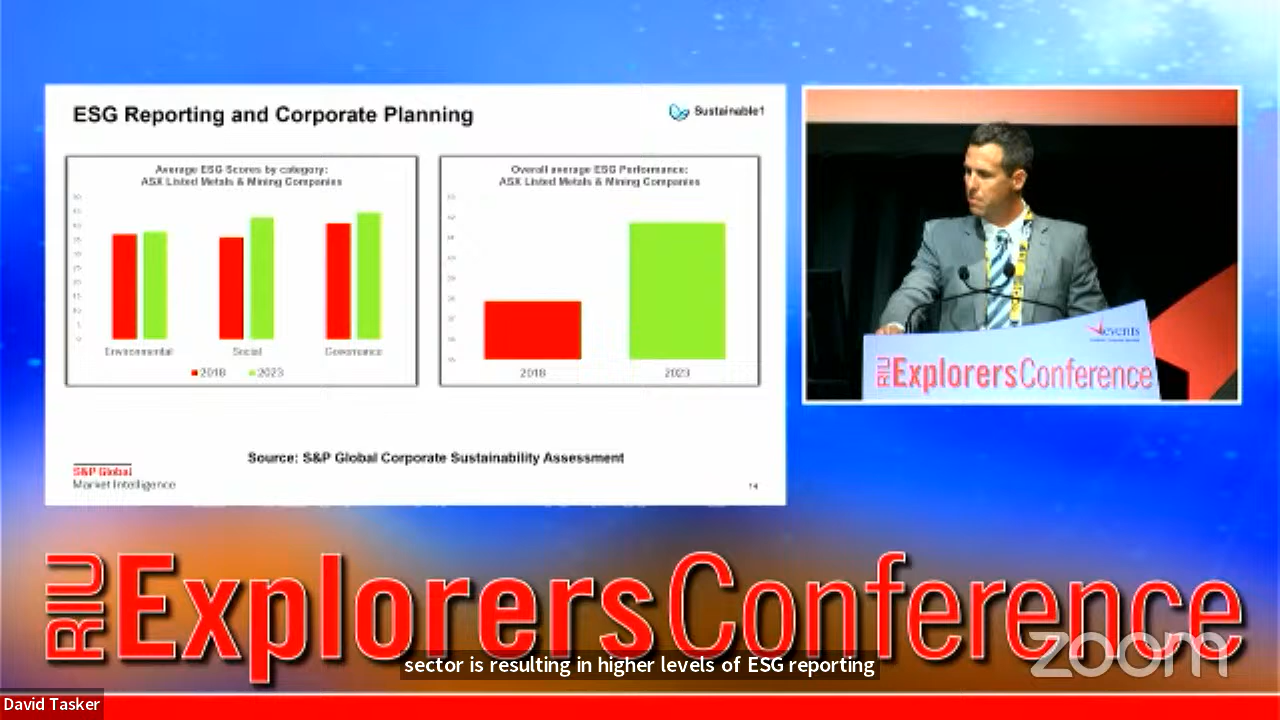 ESG Reporting and Corporate Planning
Sustainable1
Average ESG Scores by category:
ASX Listed Metals & Mining Companies
Environmental
Social
Governance
2018
2023
Overall average ESG Performance:
ASX Listed Metals & Mining Companies
2018
2023
Source: S&P Global Corporate Sustainability Assessment
S&P Global
Market Intelligence
14
events
RIU ExplorersConference
RIU ExplorersConference
zoom
sector is resulting in higher levels of ESG reporting
David Tasker